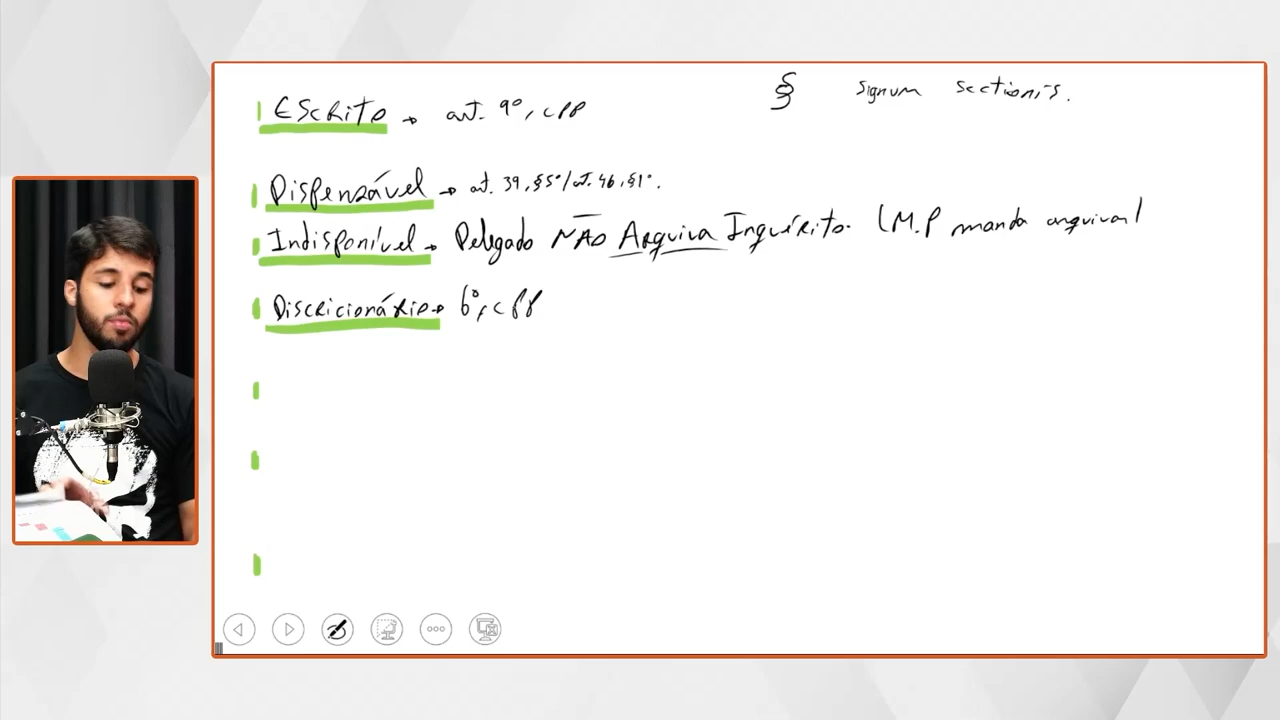 § signum sectionis.
Escrito → art. 9º, CPP
Dispensável → art. 39, §5º/art. 46, §1º.
Indisponível → Delegado NÃO Arquiva Inquérito. (M.P manda arquivar)
Discricionário → 6º, CPP